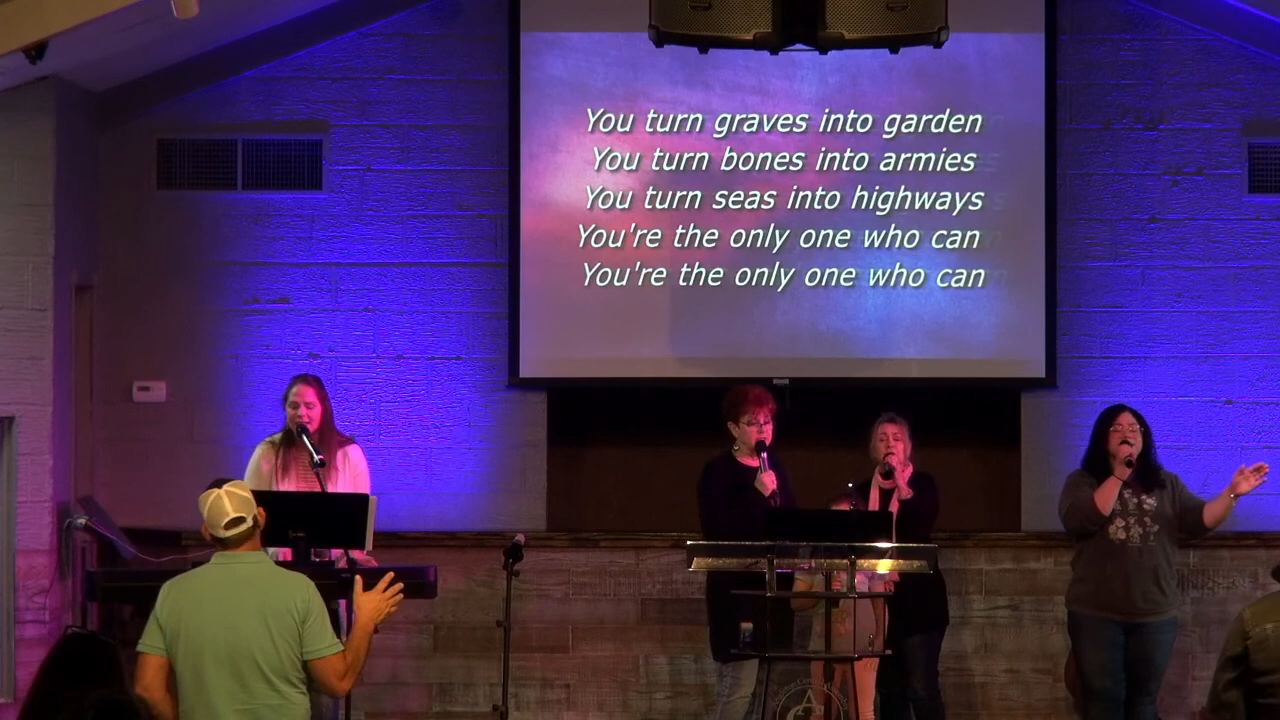 You turn graves into garden
You turn bones into armies
You turn seas into highways
You're the only one who can
You're the only one who can